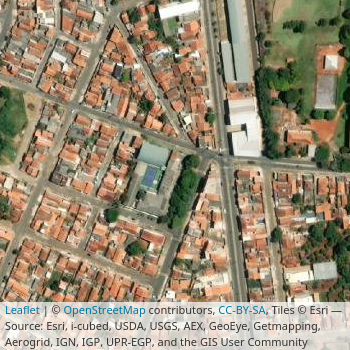 Leaflet | © OpenStreetMap contributors, CC-BY-SA, Tiles © Esri —
Source: Esri, i-cubed, USDA, USGS, AEX, GeoEye, Getmapping,
Aerogrid, IGN, IGP, UPR-EGP, and the GIS User Community